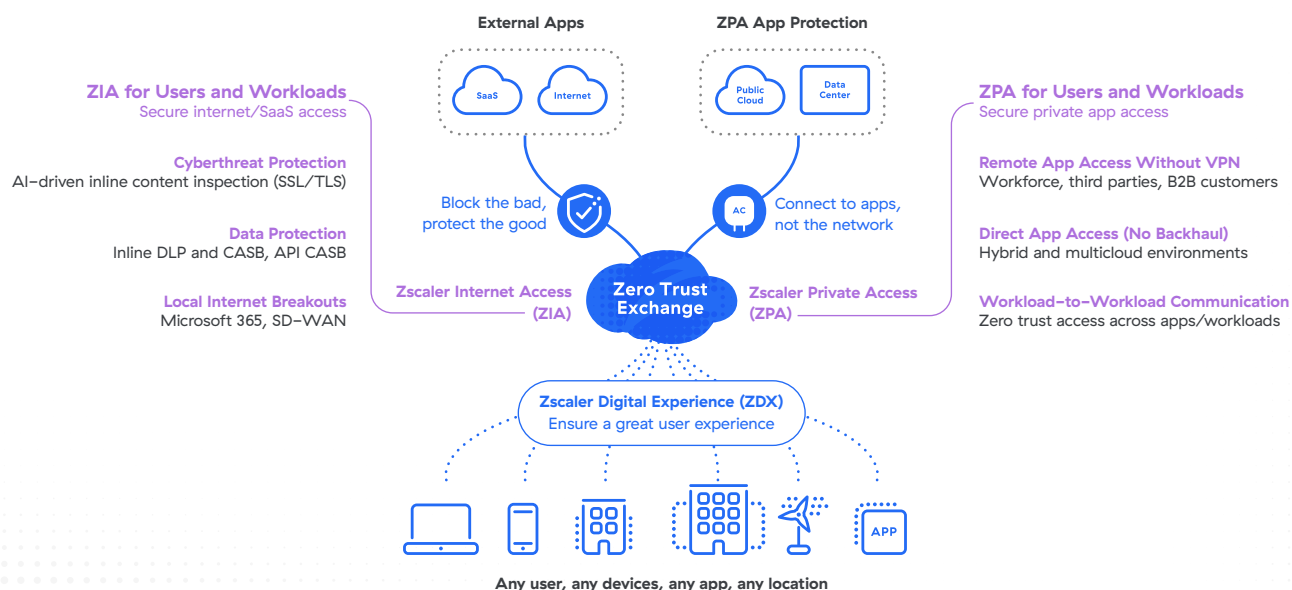 External Apps
ZPA App Protection
SaaS
Internet
Public
Cloud
Data
Center
ZIA for Users and Workloads
Secure internet/SaaS access
Cyberthreat Protection
AI-driven inline content inspection (SSL/TLS)
Data Protection
Inline DLP and CASB, API CASB
Local Internet Breakouts
Microsoft 365, SD-WAN
Block the bad,
protect the good
AC
Connect to apps,
not the network
Zscaler Internet Access
(ZIA)
Zero Trust
Exchange
Zscaler Private Access
(ZPA)
ZPA for Users and Workloads
Secure private app access
Remote App Access Without VPN
Workforce, third parties, B2B customers
Direct App Access (No Backhaul)
Hybrid and multicloud environments
Workload-to-Workload Communication
Zero trust access across apps/workloads
Zscaler Digital Experience (ZDX)
Ensure a great user experience
APP
Any user, any devices, any app, any location